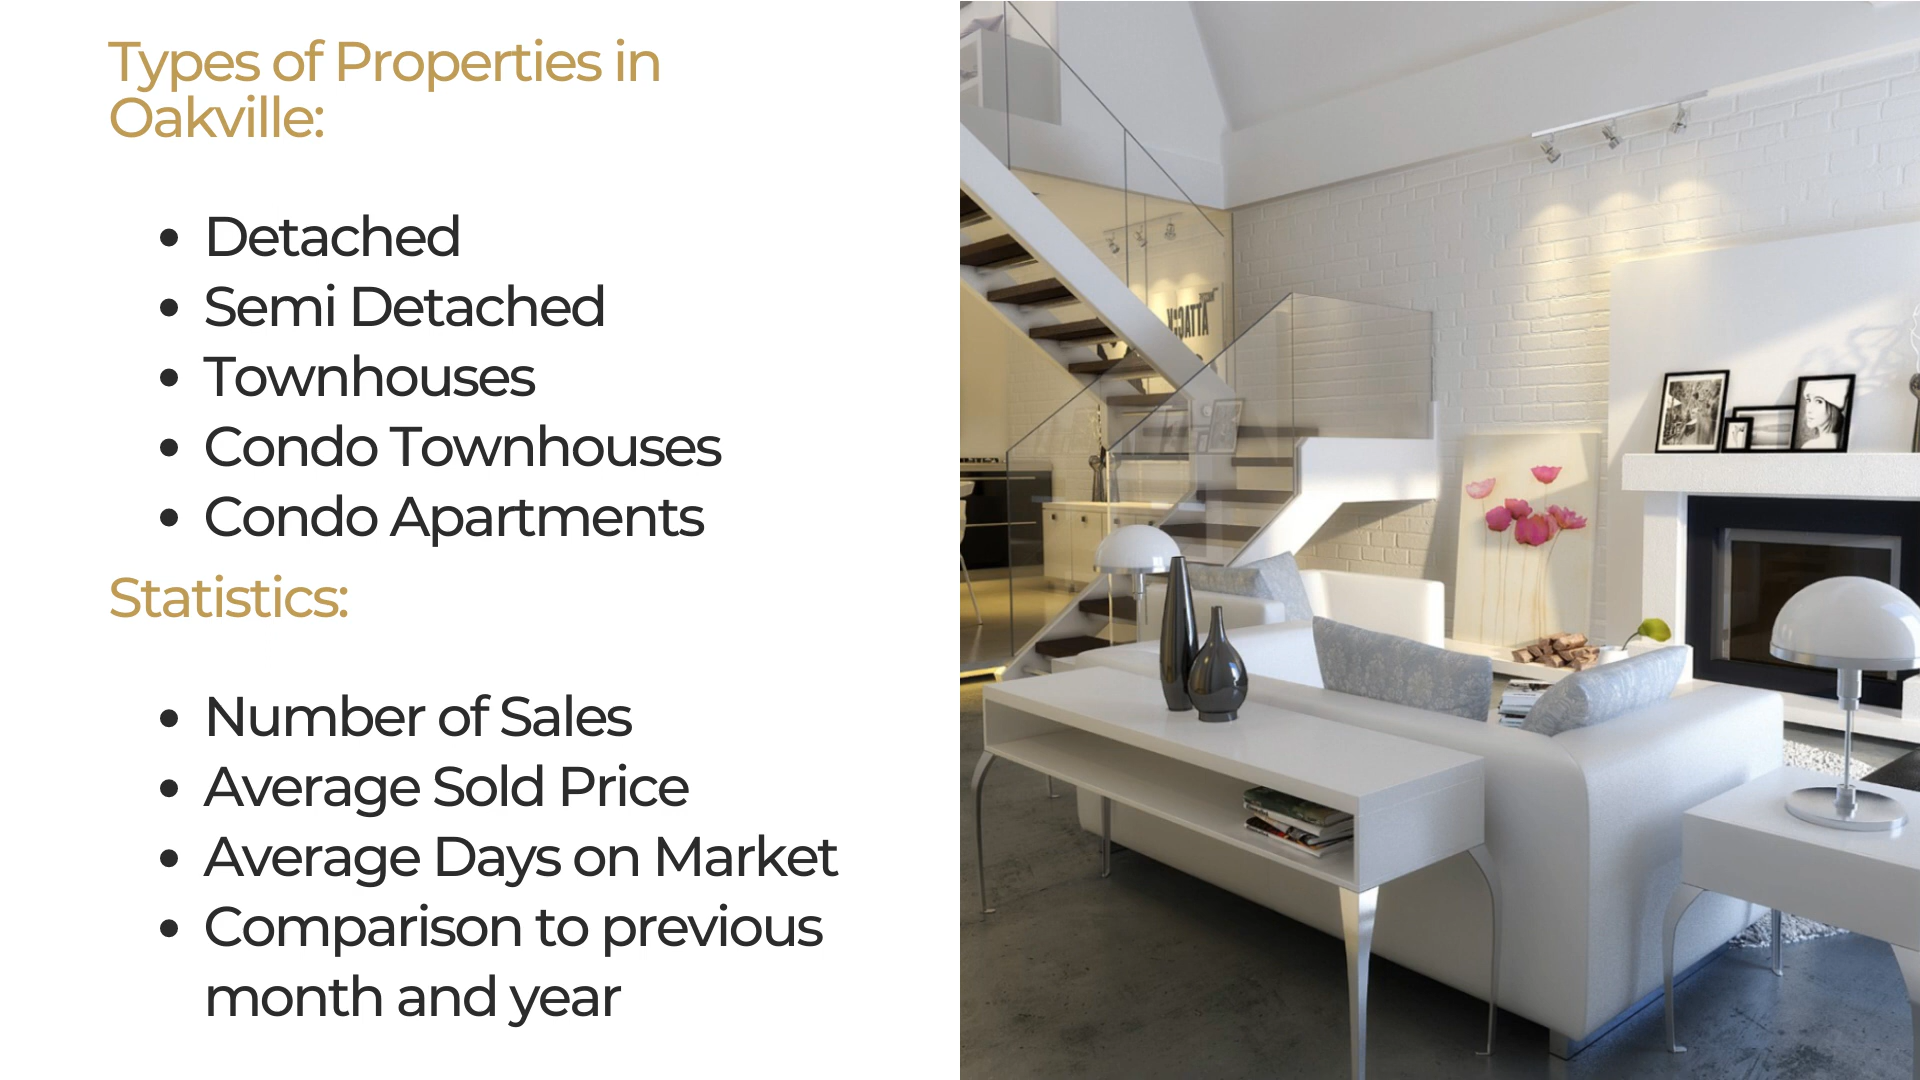 Types of Properties in
Oakville:
• Detached
• Semi Detached
• Townhouses
• Condo Townhouses
• Condo Apartments
Statistics:
• Number of Sales
• Average Sold Price
• Average Days on Market
• Comparison to previous
month and year